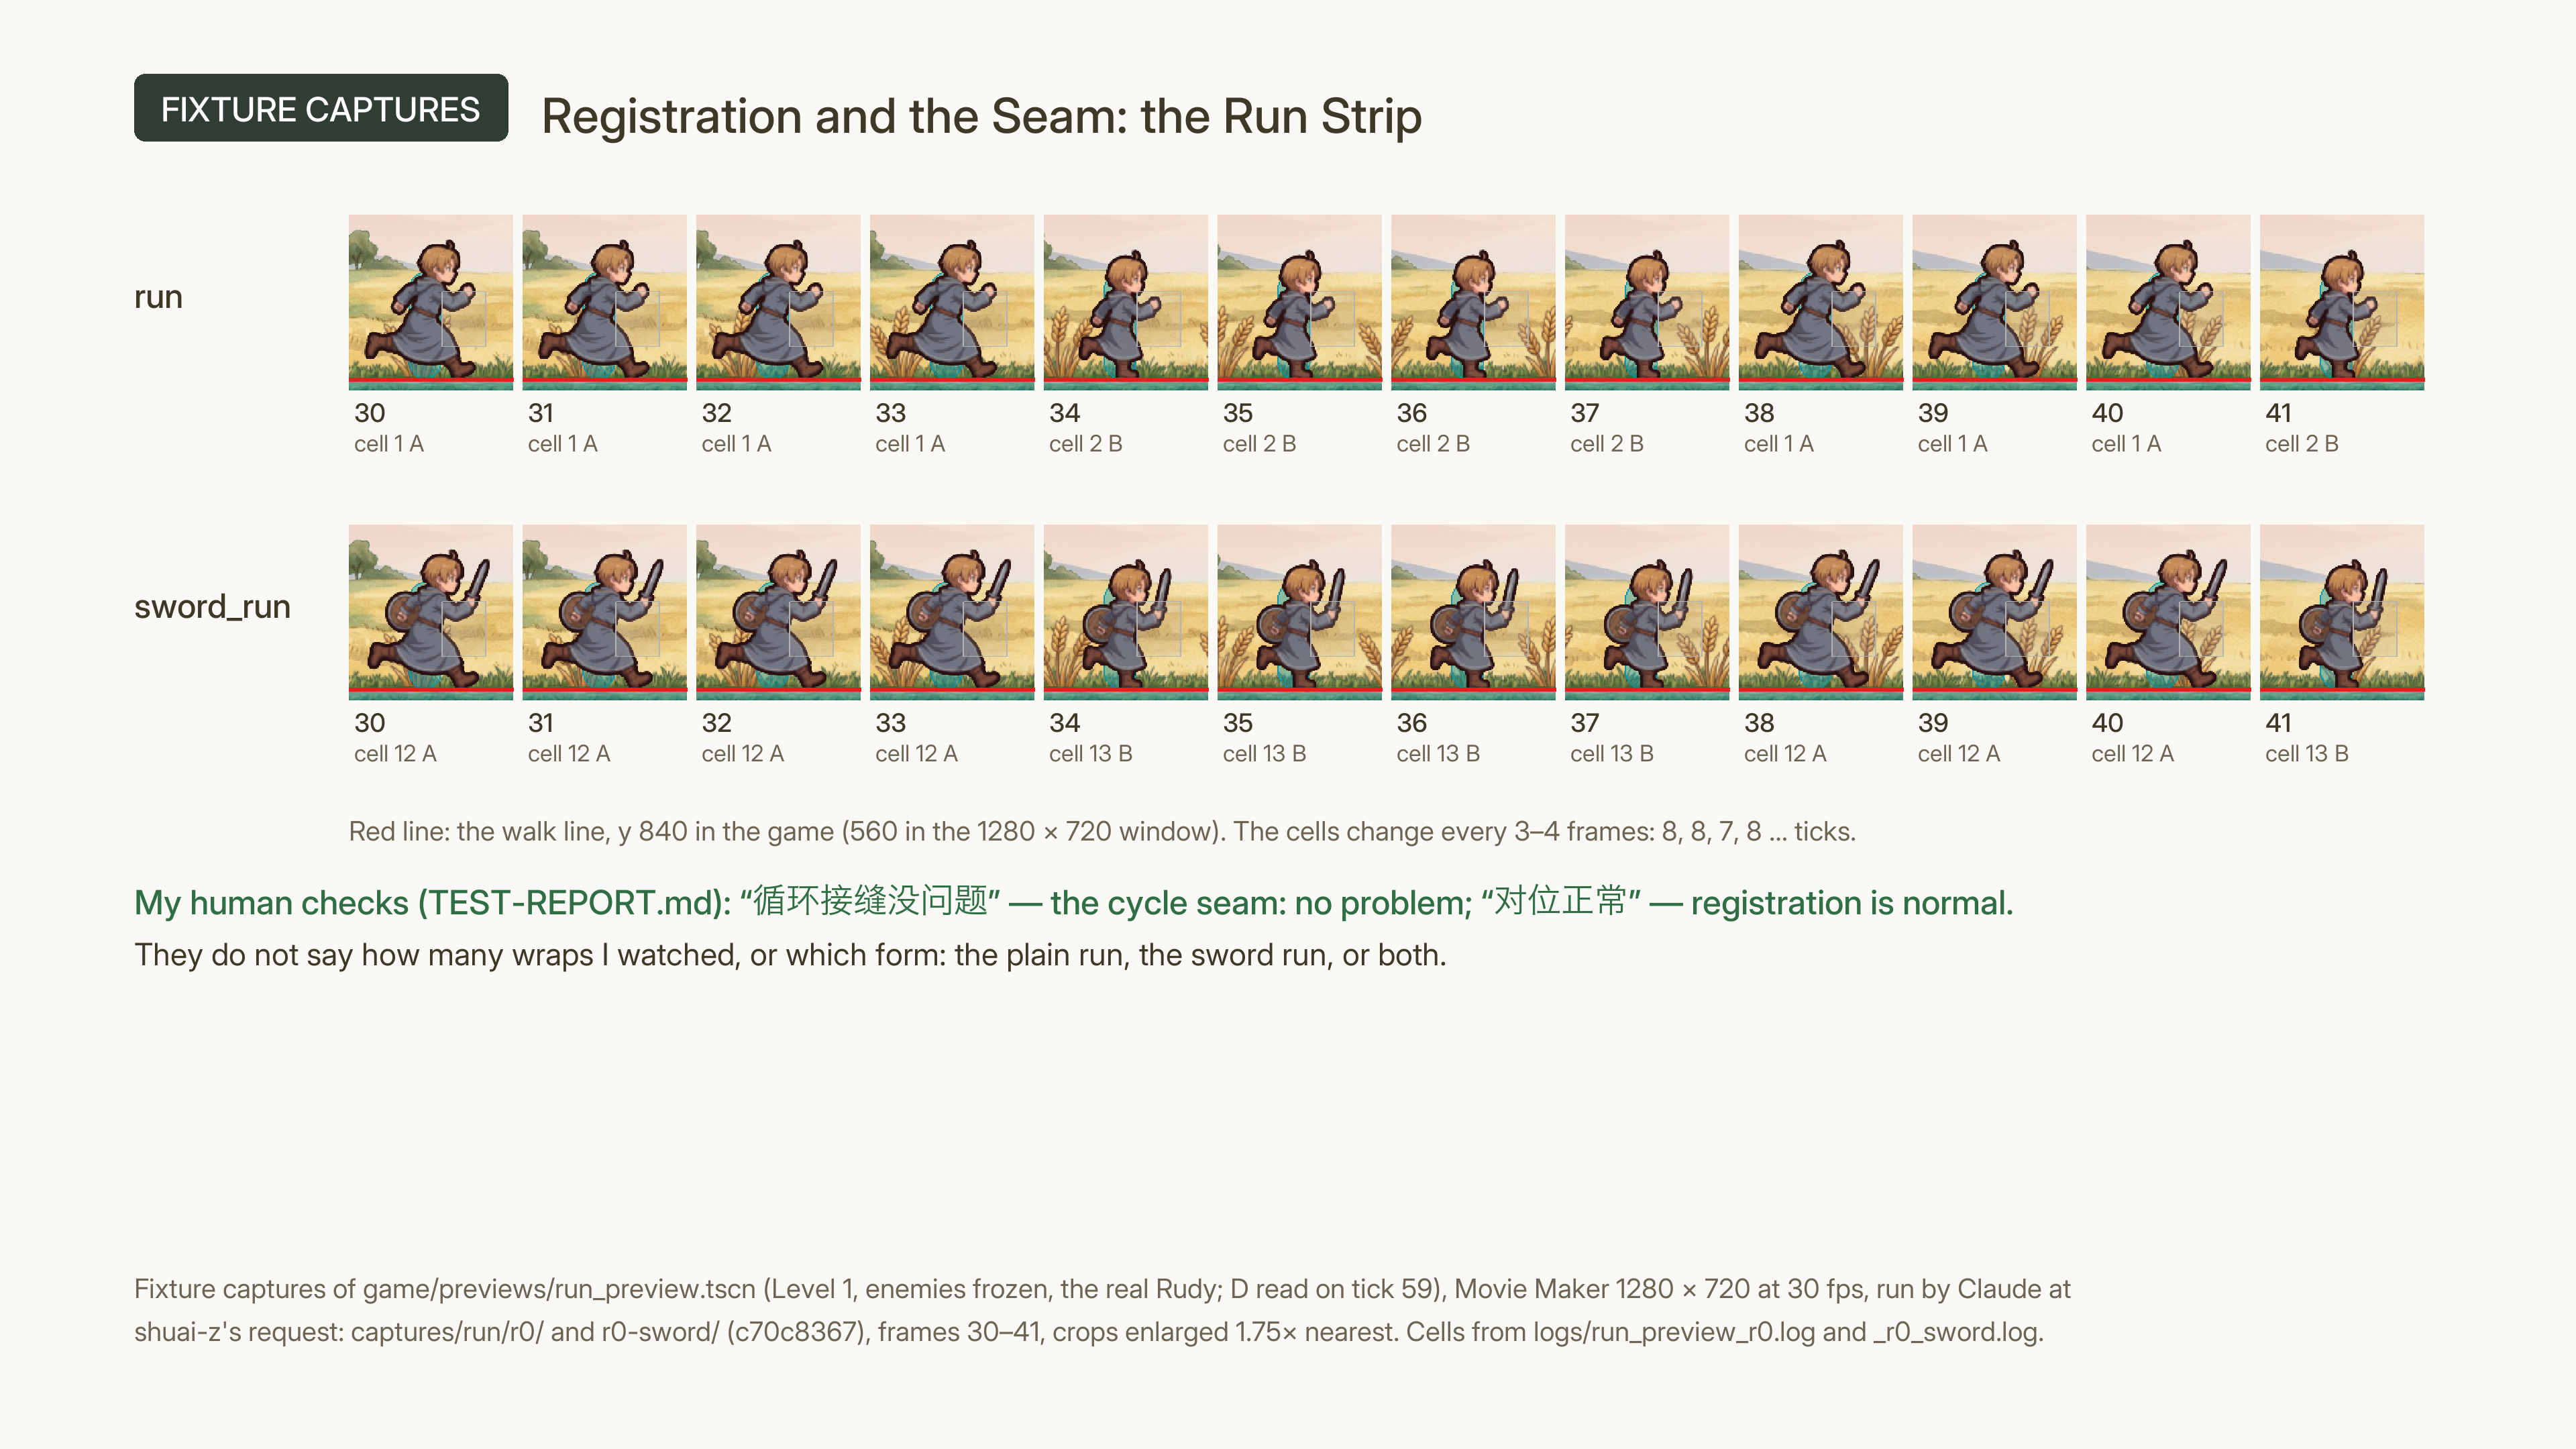 FIXTURE CAPTURES
Registration and the Seam: the Run Strip
run
30 31 32 33 34 35 36 37 38 39 40 41
cell 1 A cell 1 A cell 1 A cell 1 A cell 2 B cell 2 B cell 2 B cell 2 B cell 1 A cell 1 A cell 1 A cell 2 B
sword_run
30 31 32 33 34 35 36 37 38 39 40 41
cell 12 A cell 12 A cell 12 A cell 12 A cell 13 B cell 13 B cell 13 B cell 13 B cell 12 A cell 12 A cell 12 A cell 13 B
Red line: the walk line, y 840 in the game (560 in the 1280 × 720 window). The cells change every 3–4 frames: 8, 8, 7, 8 ... ticks.
My human checks (TEST-REPORT.md): “循环接缝没问题” — the cycle seam: no problem; “对位正常” — registration is normal.
They do not say how many wraps I watched, or which form: the plain run, the sword run, or both.
Fixture captures of game/previews/run_preview.tscn (Level 1, enemies frozen, the real Rudy; D read on tick 59), Movie Maker 1280 × 720 at 30 fps, run by Claude at
shuai-z's request: captures/run/r0/ and r0-sword/ (c70c8367), frames 30–41, crops enlarged 1.75× nearest. Cells from logs/run_preview_r0.log and _r0_sword.log.